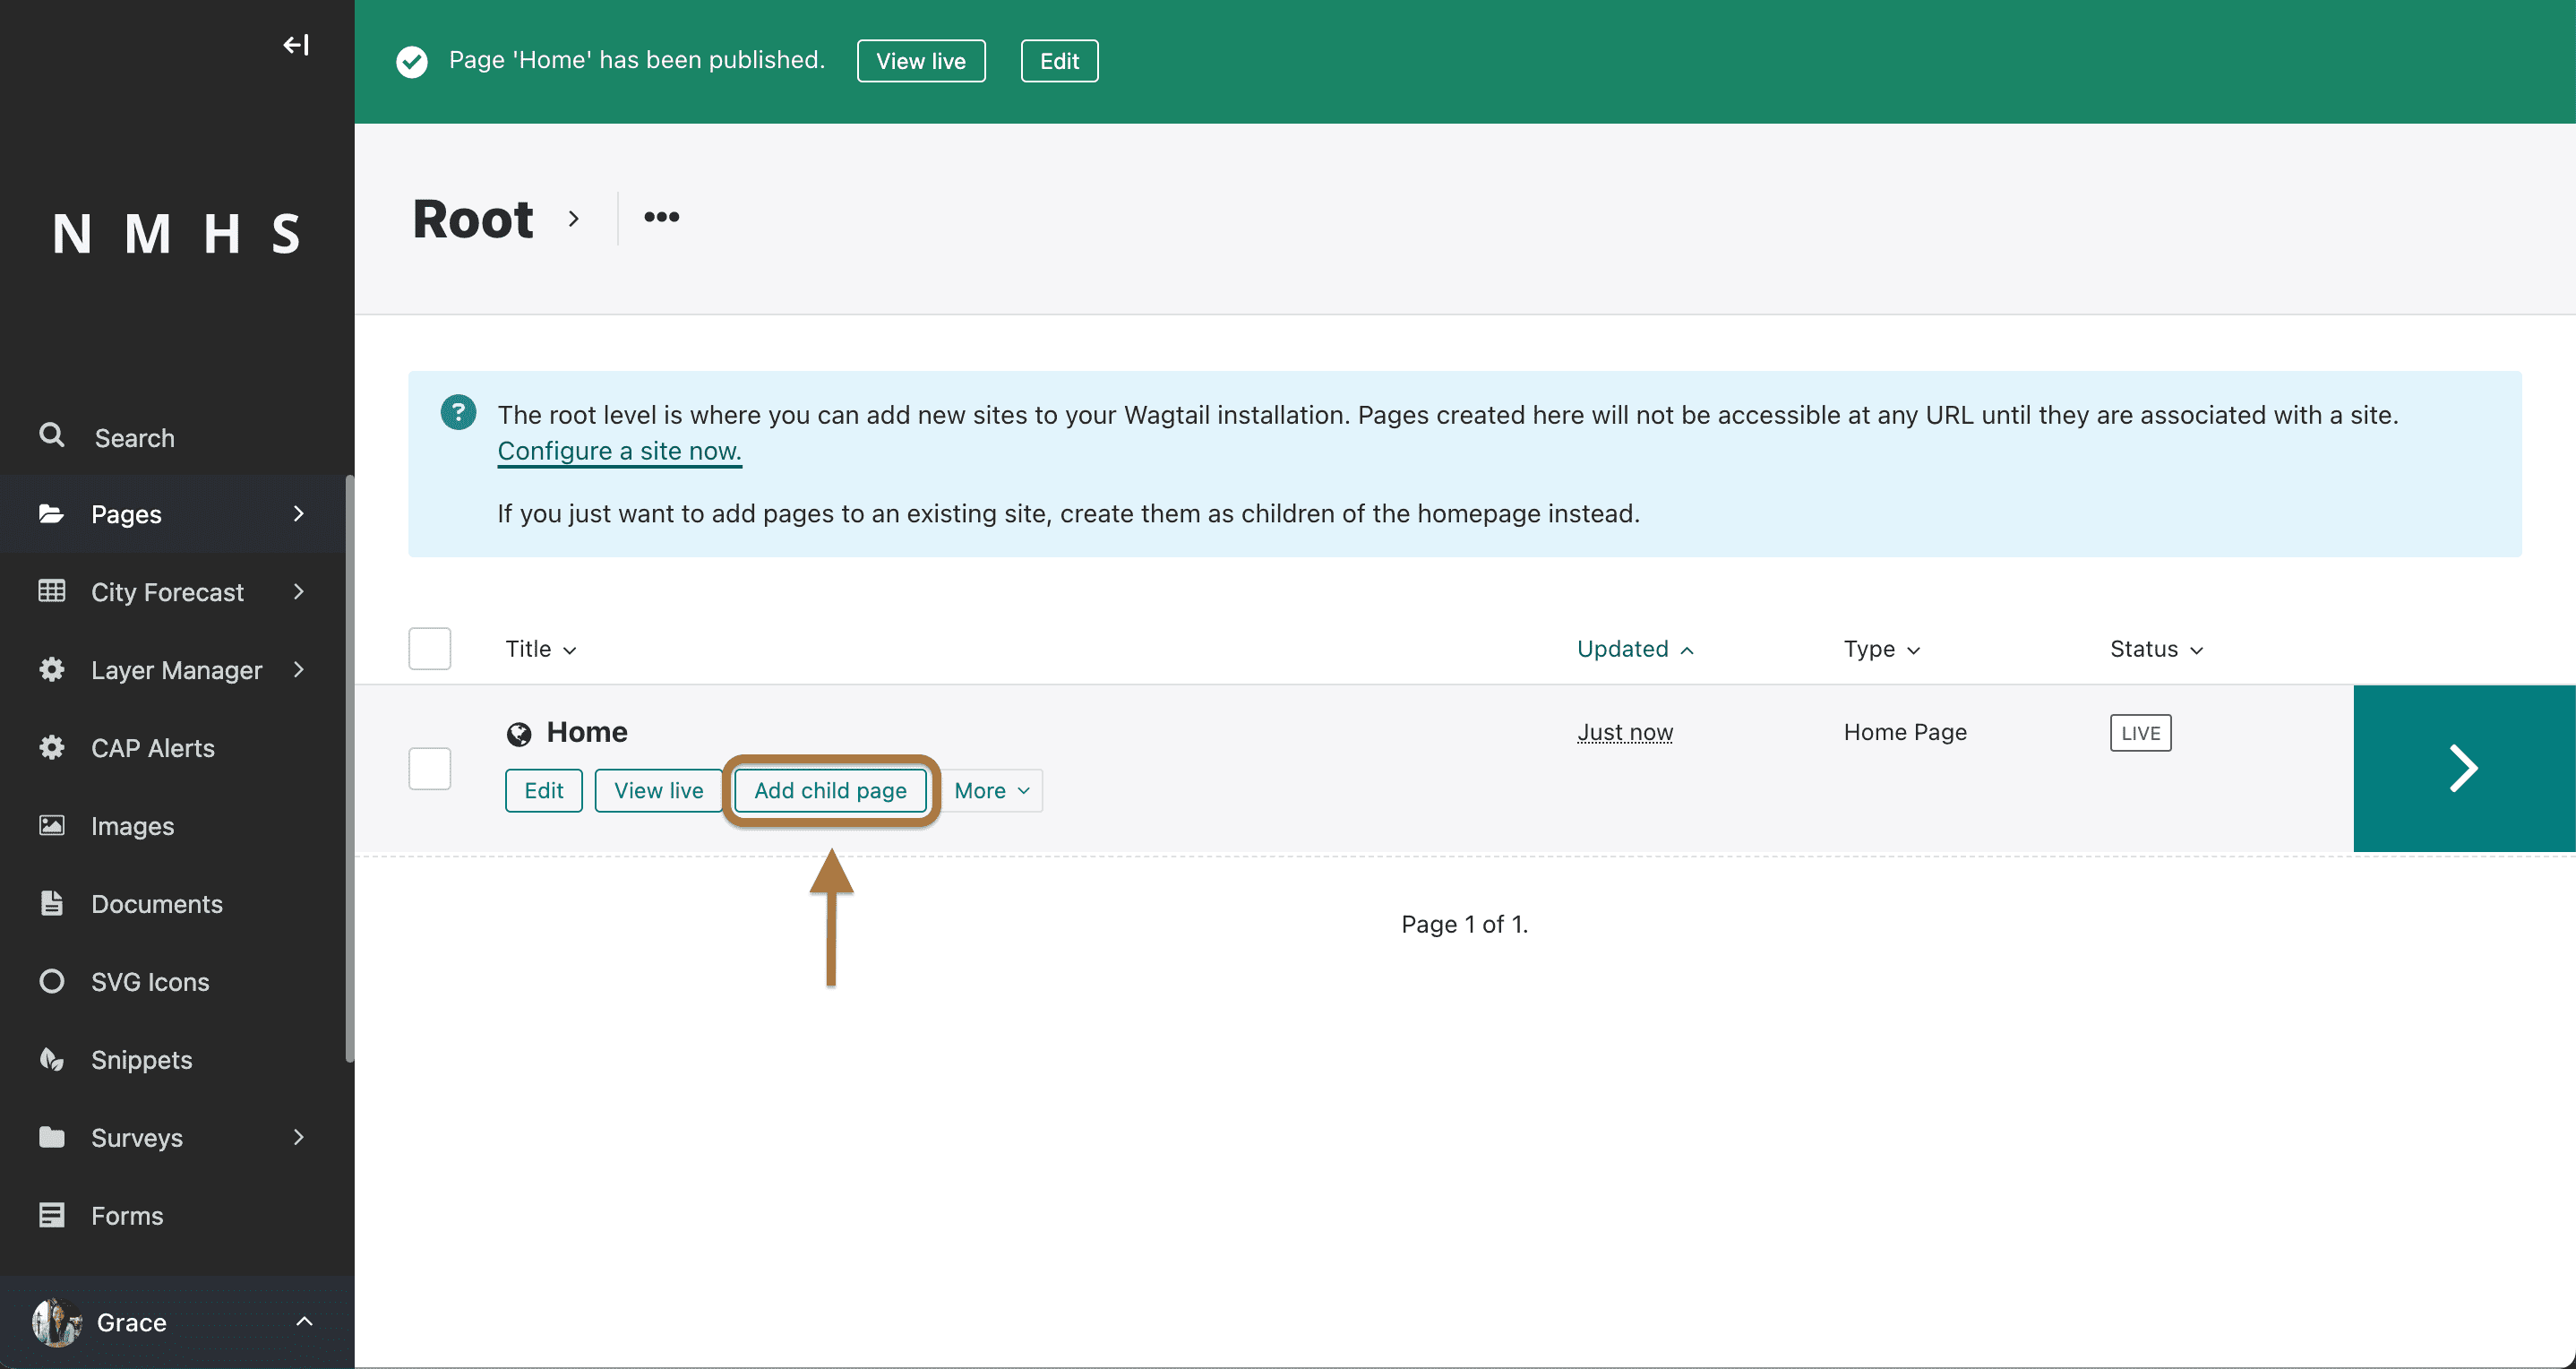 Page 'Home' has been published.
View live
Edit
N M H S
Root
Search
Pages
City Forecast
Layer Manager
CAP Alerts
Images
Documents
SVG Icons
Snippets
Surveys
Forms
Grace
The root level is where you can add new sites to your Wagtail installation. Pages created here will not be accessible at any URL until they are associated with a site.
Configure a site now.
If you just want to add pages to an existing site, create them as children of the homepage instead.
Title Updated Type Status
Home Just now Home Page LIVE
Edit View live Add child page More
Page 1 of 1.